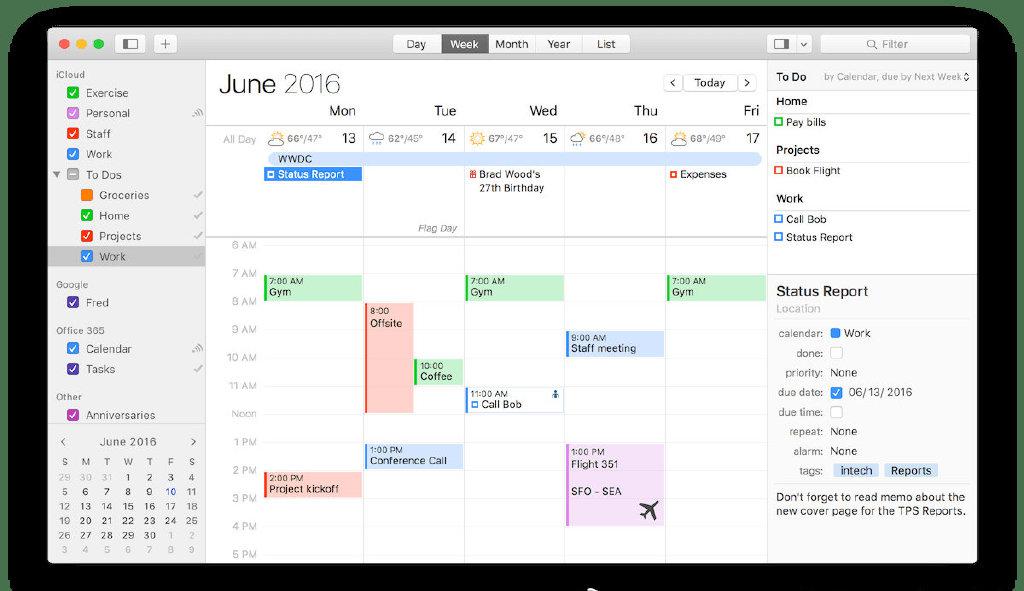 Day Week Month Year List
Filter
iCloud
Exercise
Personal
Staff
Work
To Dos
Groceries
Home
Projects
Work
Google
Fred
Office 365
Calendar
Tasks
Other
Anniversaries
June 2016
S M T W T F S
29 30 31 1 2 3 4
5 6 7 8 9 10 11
12 13 14 15 16 17 18
19 20 21 22 23 24 25
26 27 28 29 30 1 2
3 4 5 6 7 8 9
June 2016
Today
Mon Tue Wed Thu Fri
All Day 66°/47° 13 62°/45° 14 67°/47° 15 66°/48° 16 68°/49° 17
WWDC
Status Report
Brad Wood's
27th Birthday
Expenses
Flag Day
6 AM
7 AM
8 AM
9 AM
10 AM
11 AM
Noon
1 PM
2 PM
3 PM
4 PM
5 PM
7:00 AM
Gym
2:00 PM
Project kickoff
8:00
Offsite
10:00
Coffee
1:00 PM
Conference Call
7:00 AM
Gym
11:00 AM
Call Bob
9:00 AM
Staff meeting
1:00 PM
Flight 351
SFO - SEA
7:00 AM
Gym
To Do by Calendar, due by Next Week
Home
Pay bills
Projects
Book Flight
Work
Call Bob
Status Report
Status Report
Location
calendar: Work
done:
priority: None
due date: 06/13/2016
due time:
repeat: None
alarm: None
tags: intech Reports
Don't forget to read memo about the
new cover page for the TPS Reports.